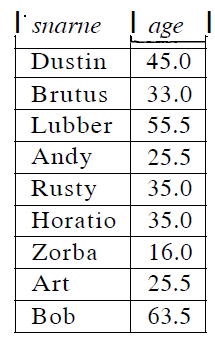 snarne age
Dustin 45.0
Brutus 33.0
Lubber 55.5
Andy 25.5
Rusty 35.0
Horatio 35.0
Zorba 16.0
Art 25.5
Bob 63.5